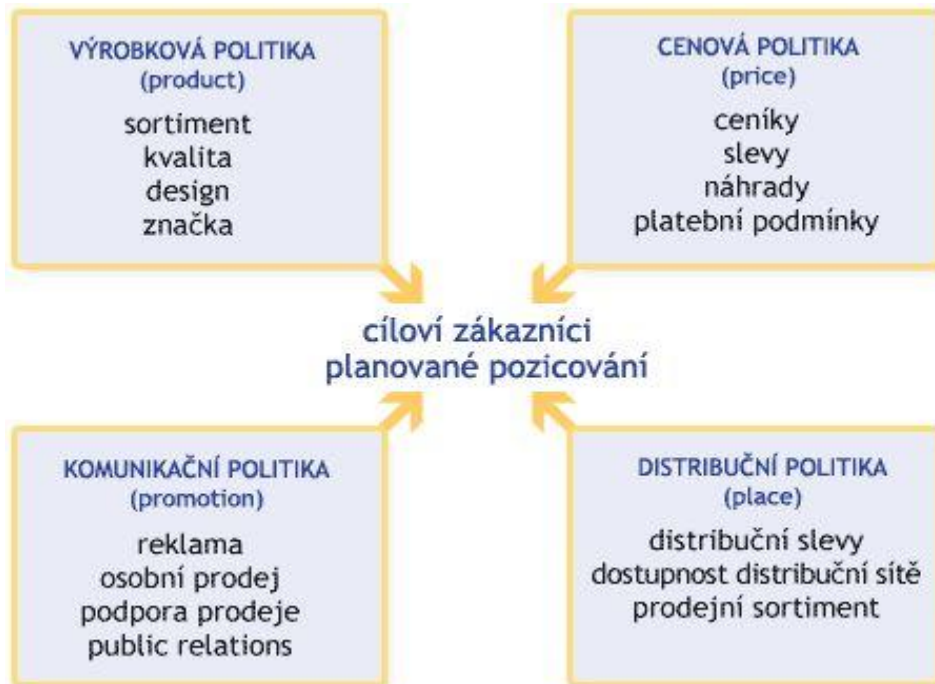 VÝROBKOVÁ POLITIKA
(product)
sortiment
kvalita
design
značka
CENOVÁ POLITIKA
(price)
ceníky
slevy
náhrady
platební podmínky
cíloví zákazníci
planované pozicování
KOMUNIKAČNÍ POLITIKA
(promotion)
reklama
osobní prodej
podpora prodeje
public relations
DISTRIBUČNÍ POLITIKA
(place)
distribuční slevy
dostupnost distribuční sítě
prodejní sortiment